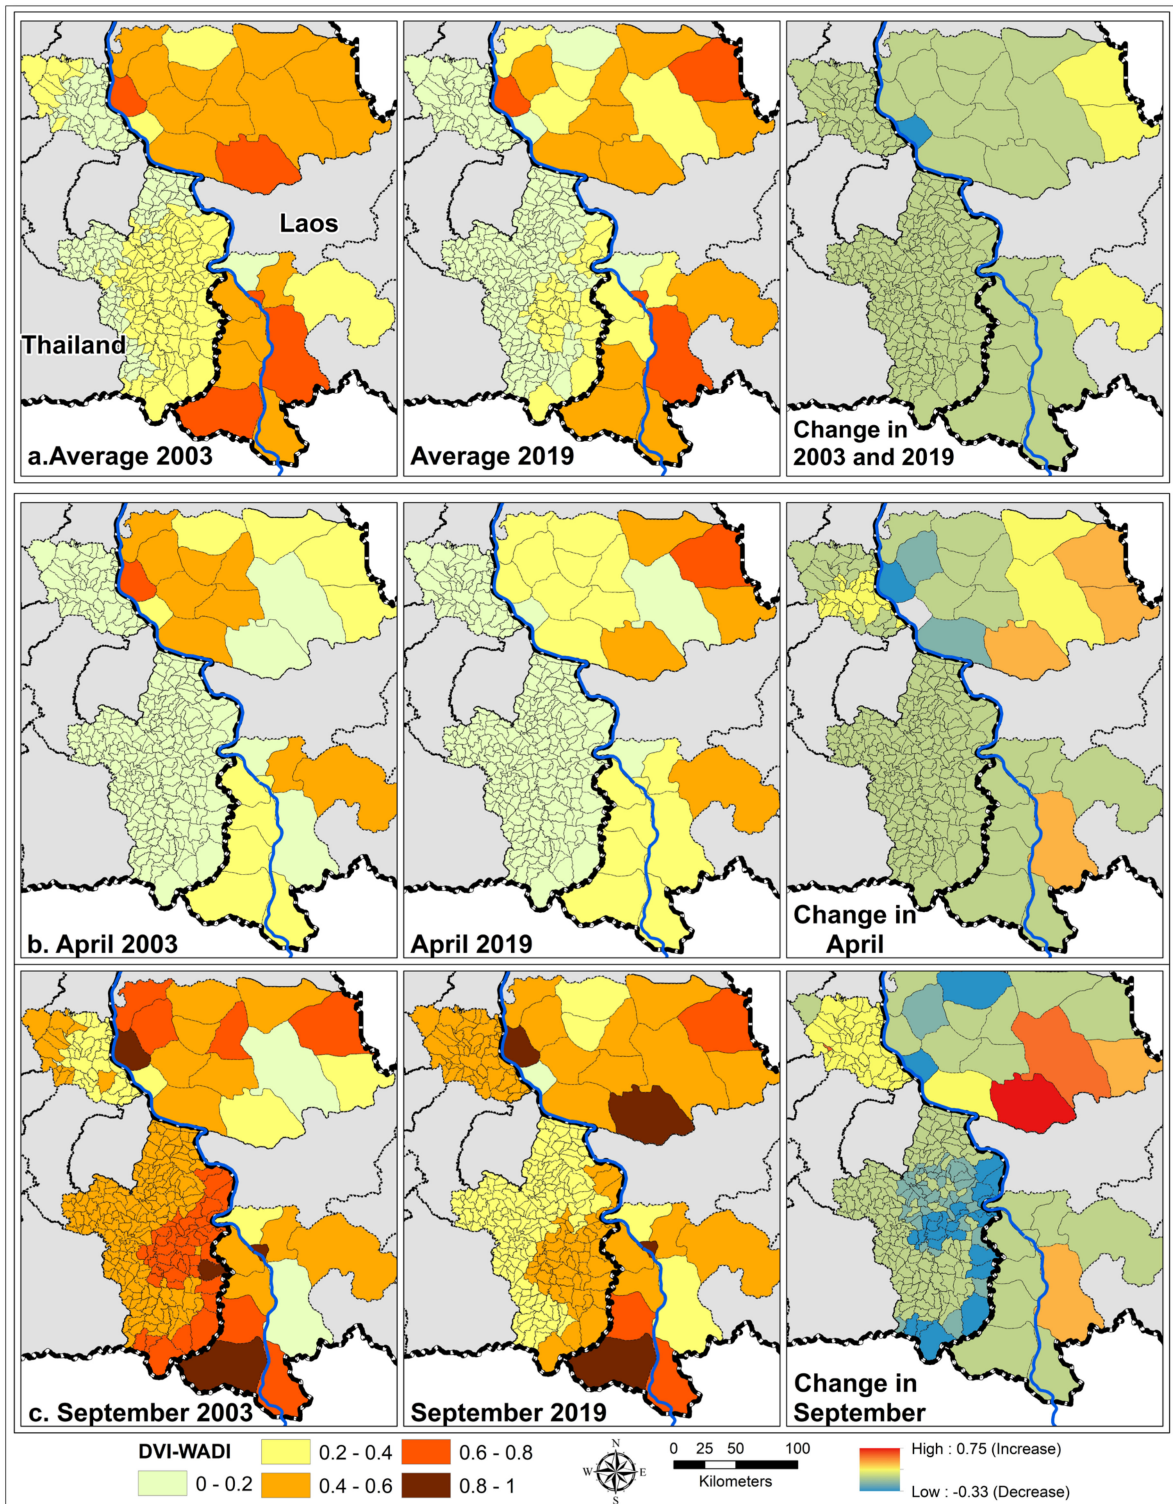 Laos
Thailand
a.Average 2003
Average 2019
Change in
2003 and 2019
b. April 2003
April 2019
Change in
April
c. September 2003
September 2019
Change in
September
DVI-WADI
0 - 0.2
0.2 - 0.4
0.4 - 0.6
0.6 - 0.8
0.8 - 1
N
W E
S
0 25 50 100
Kilometers
High : 0.75 (Increase)
Low : -0.33 (Decrease)